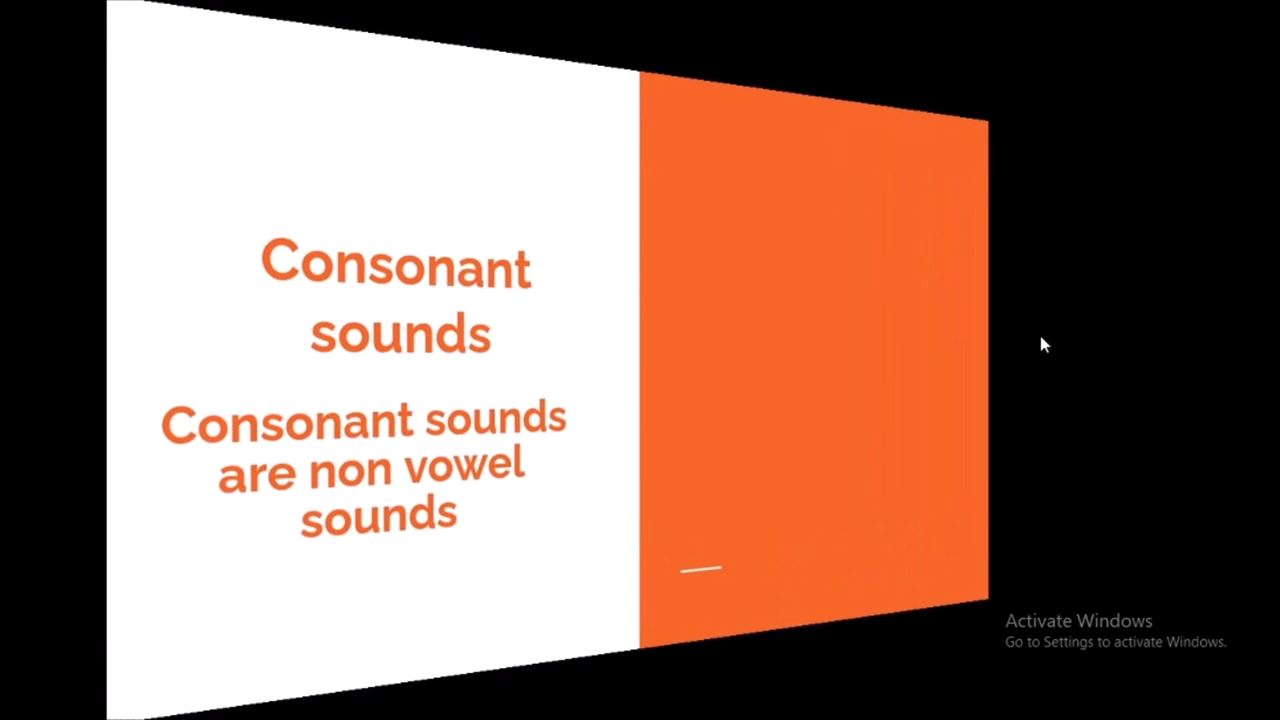 Consonant
sounds
Consonant sounds
are non vowel
sounds
Activate Windows
Go to Settings to activate Windows.